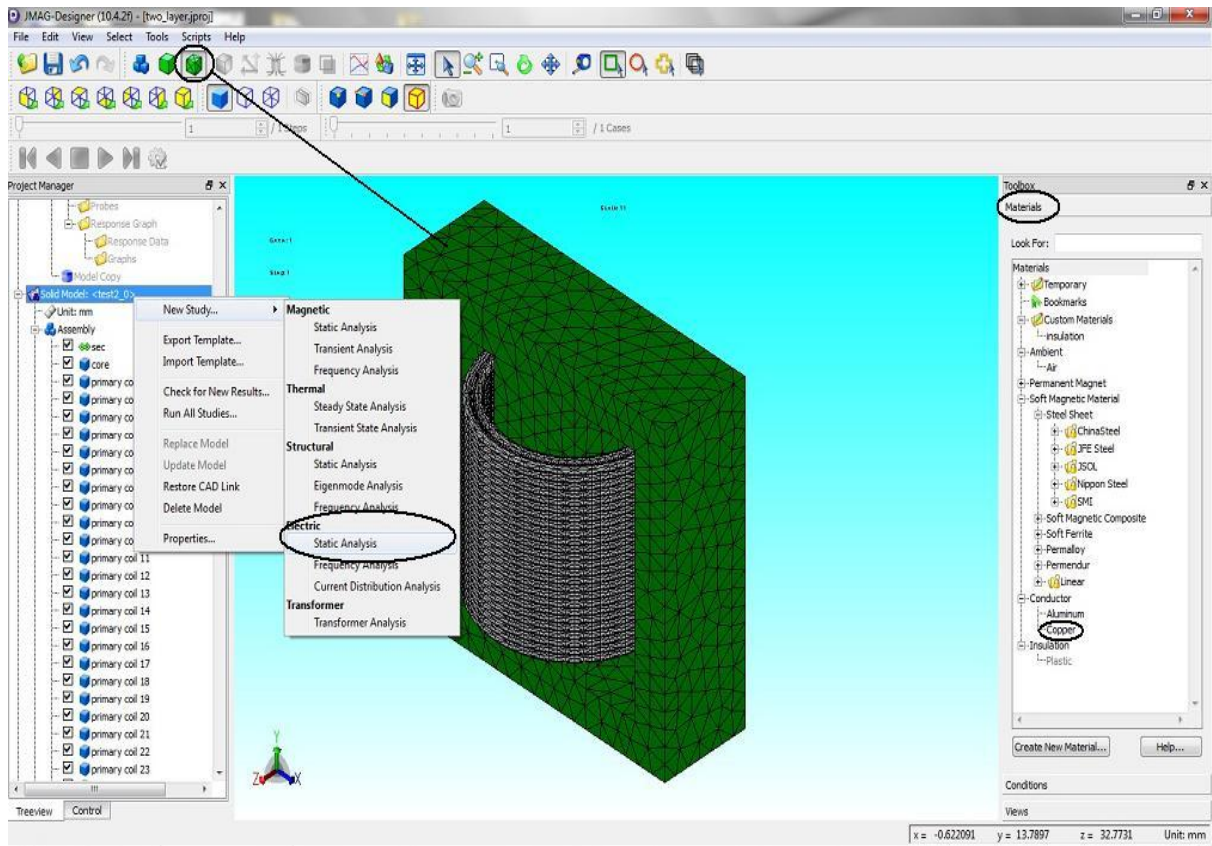 JMAG-Designer (10.4.2f) - [two_layer.jproj]
File Edit View Select Tools Scripts Help
1 / 1 Steps 1 / 1 Cases
Project Manager
Probes
Response Graph
Response Data
Graphs
Model Copy
Solid Model: <test2_0>
Unit: mm
Assembly
sec
core
primary co
primary co
primary co
primary co
primary co
primary co
primary co
primary co
primary co
primary co
primary coil 11
primary coil 12
primary coil 13
primary coil 14
primary coil 15
primary coil 16
primary coil 17
primary coil 18
primary coil 19
primary coil 20
primary coil 21
primary coil 22
primary coil 23
Treeview Control
New Study...
Export Template...
Import Template...
Check for New Results...
Run All Studies...
Replace Model
Update Model
Restore CAD Link
Delete Model
Properties...
Magnetic
Static Analysis
Transient Analysis
Frequency Analysis
Thermal
Steady State Analysis
Transient State Analysis
Structural
Static Analysis
Eigenmode Analysis
Frequency Analysis
Electric
Static Analysis
Frequency Analysis
Current Distribution Analysis
Transformer
Transformer Analysis
Y
Z X
Toolbox
Materials
Look For:
Materials
Temporary
Bookmarks
Custom Materials
insulation
Ambient
Air
Permanent Magnet
Soft Magnetic Material
Steel Sheet
ChinaSteel
JFE Steel
JSOL
Nippon Steel
SMI
Soft Magnetic Composite
Soft Ferrite
Permalloy
Permendur
Linear
Conductor
Aluminum
Copper
Insulation
Plastic
Create New Material... Help...
Conditions
Views
x = -0.622091 y = 13.7897 z = 32.7731 Unit: mm